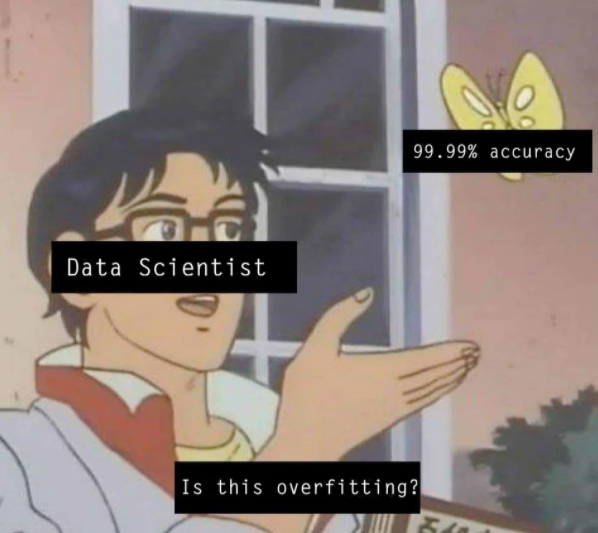 99.99% accuracy
Data Scientist
Is this overfitting?